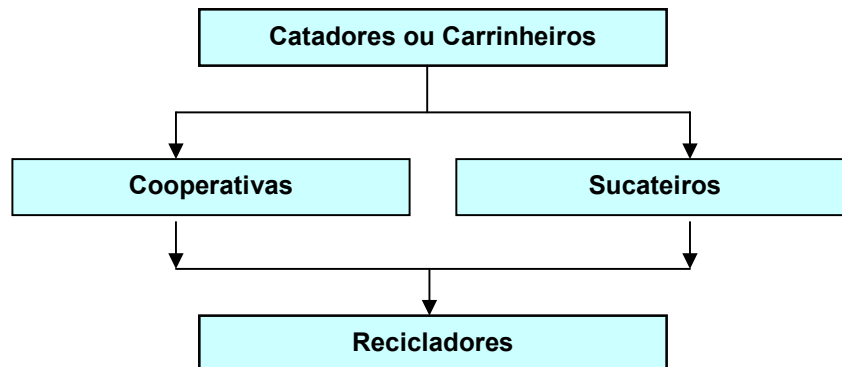 Catadores ou Carrinheiros
Cooperativas
Sucateiros
Recicladores